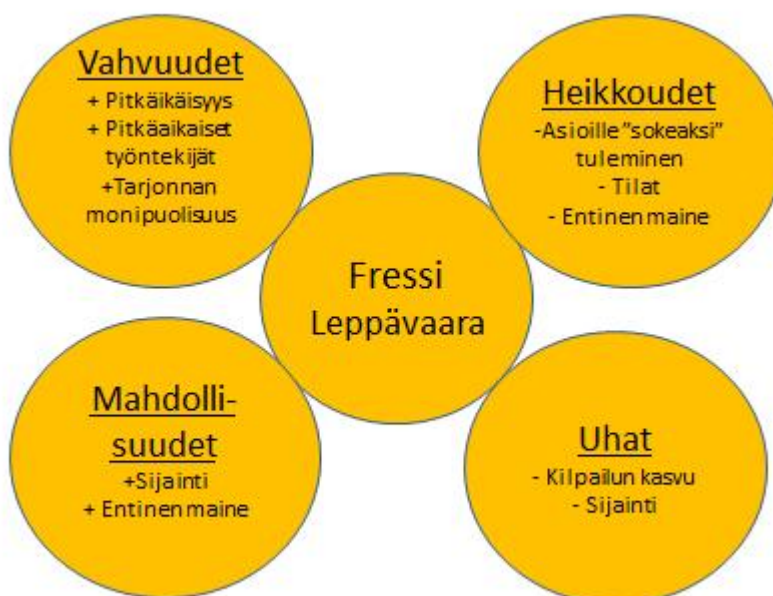 Vahvuudet
+ Pitkäikäisyys
+ Pitkäaikaiset
työntekijät
+Tarjonnan
monipuolisuus
Heikkoudet
-Asioille "sokeaksi"
tuleminen
- Tilat
- Entinen maine
Fressi
Leppävaara
Mahdolli-
suudet
+Sijainti
+ Entinen maine
Uhat
- Kilpailun kasvu
- Sijainti